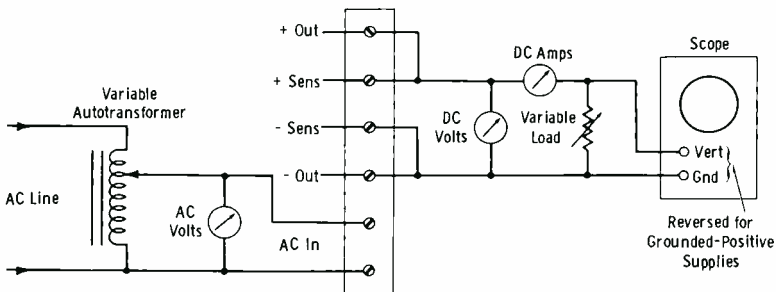 + Out
+ Sens
- Sens
- Out
AC In
Variable
Autotransformer
AC Line
AC
Volts
DC Amps
DC
Volts
Variable
Load
Scope
Vert
Gnd
Reversed for
Grounded-Positive
Supplies